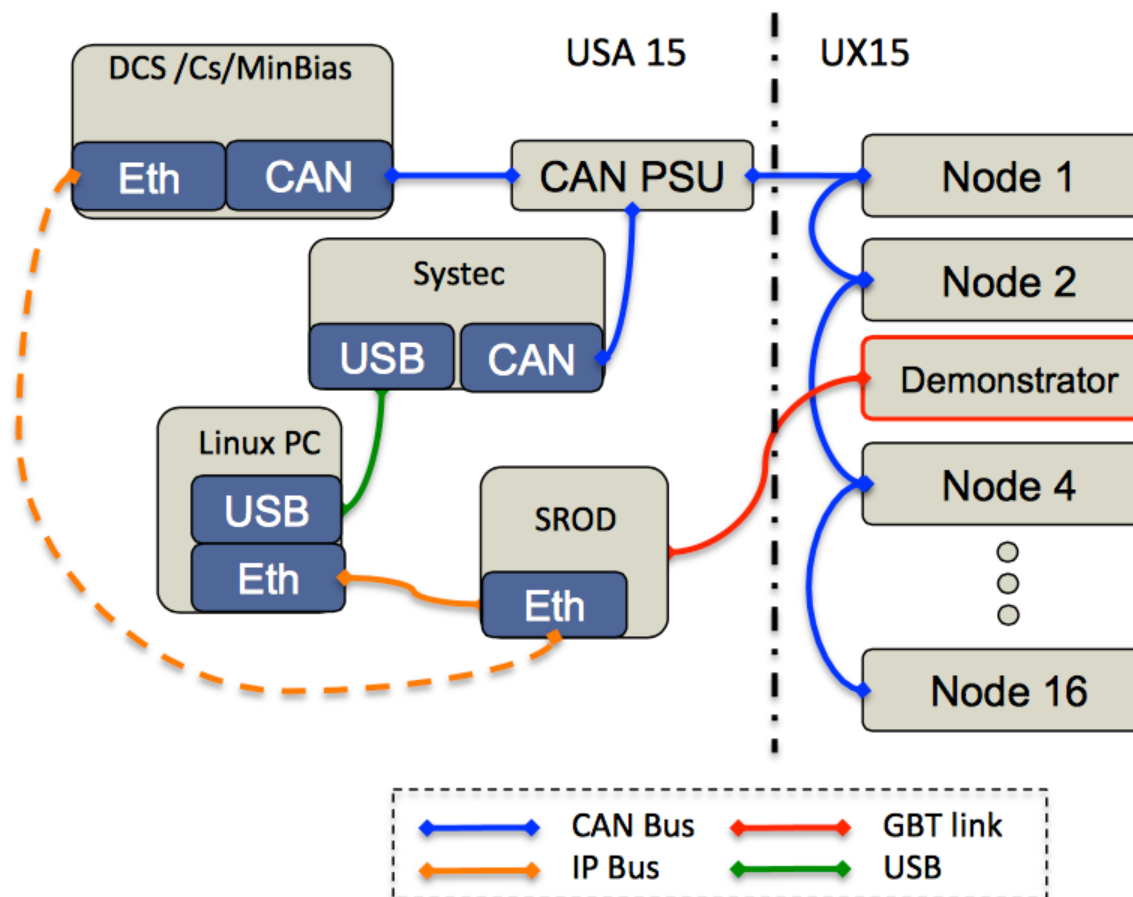 USA 15
UX15
DCS /Cs/MinBias
Eth
CAN
CAN PSU
Node 1
Systec
USB
CAN
Node 2
Demonstrator
Linux PC
USB
Eth
SROD
Eth
Node 4
Node 16
CAN Bus
GBT link
IP Bus
USB